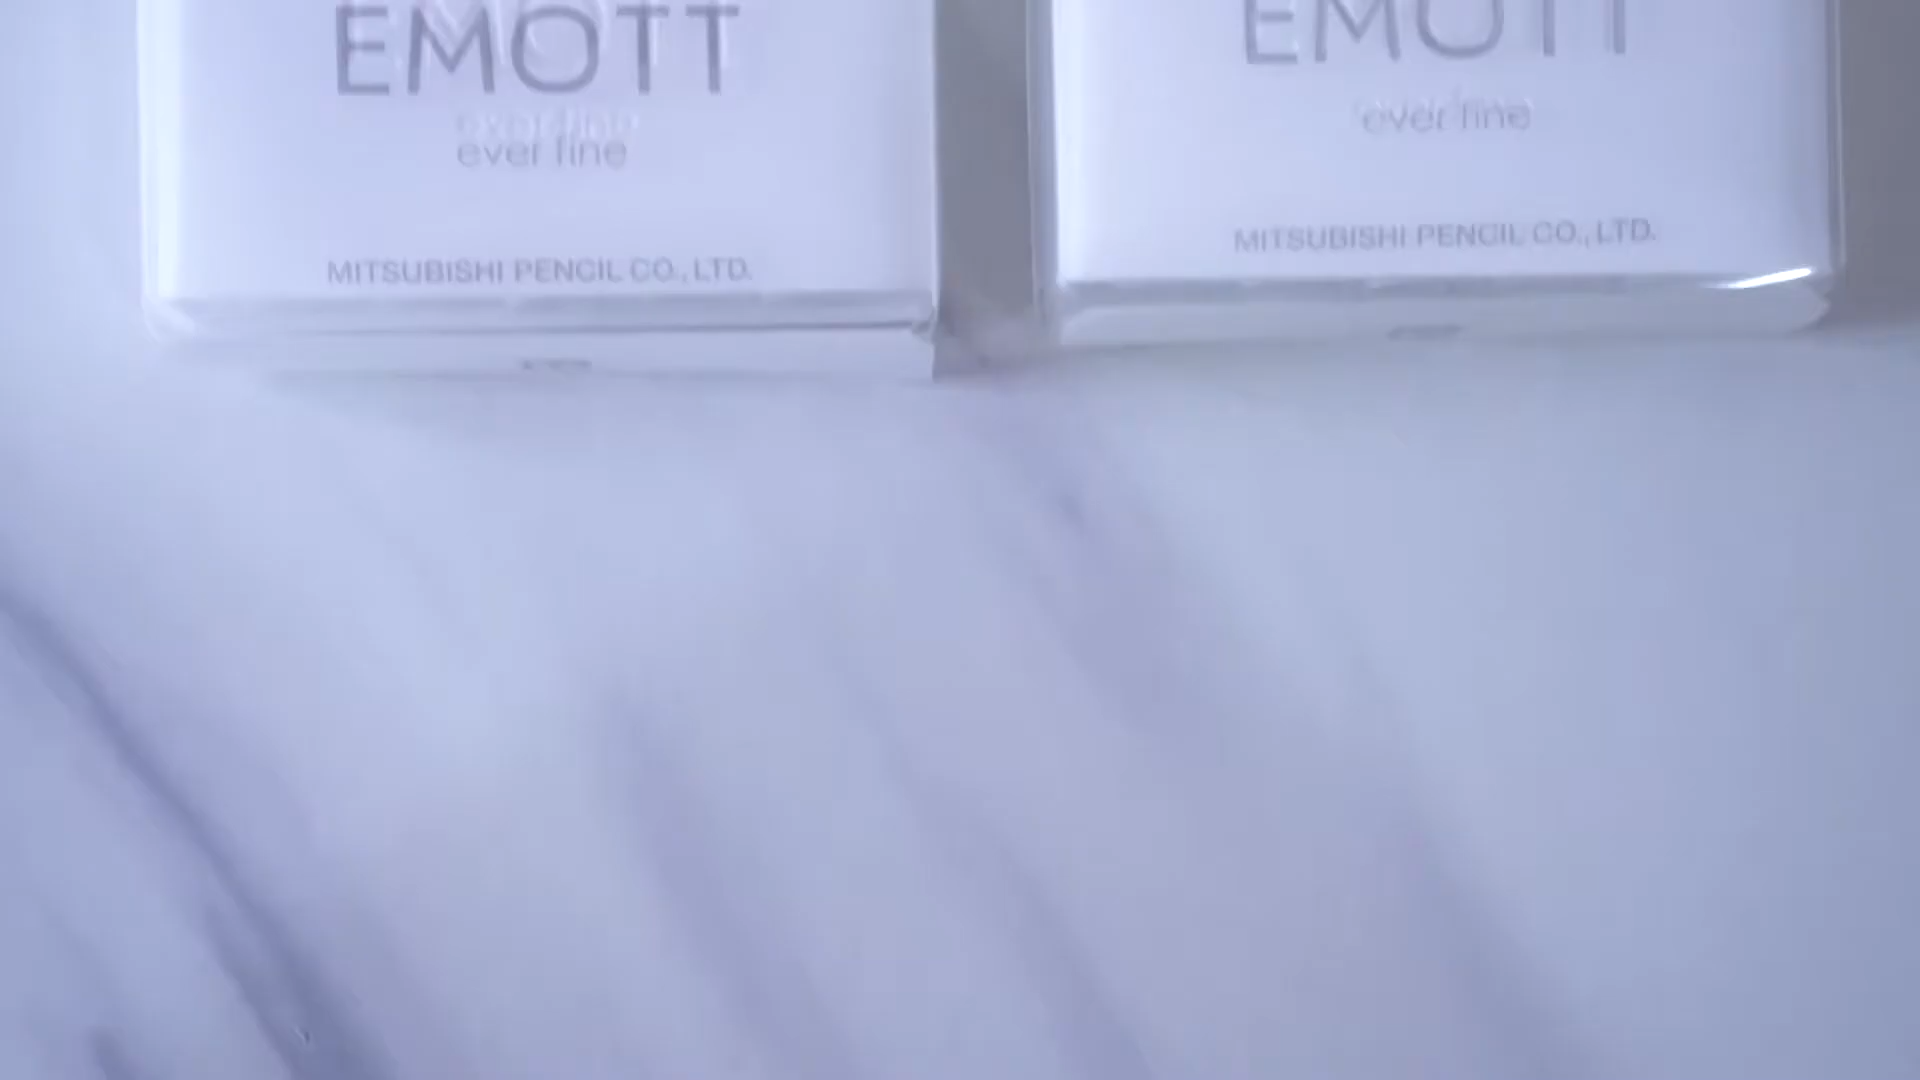 EMOTT
ever fine
MITSUBISHI PENCIL CO., LTD.
EMOTT
ever fine
MITSUBISHI PENCIL CO., LTD.